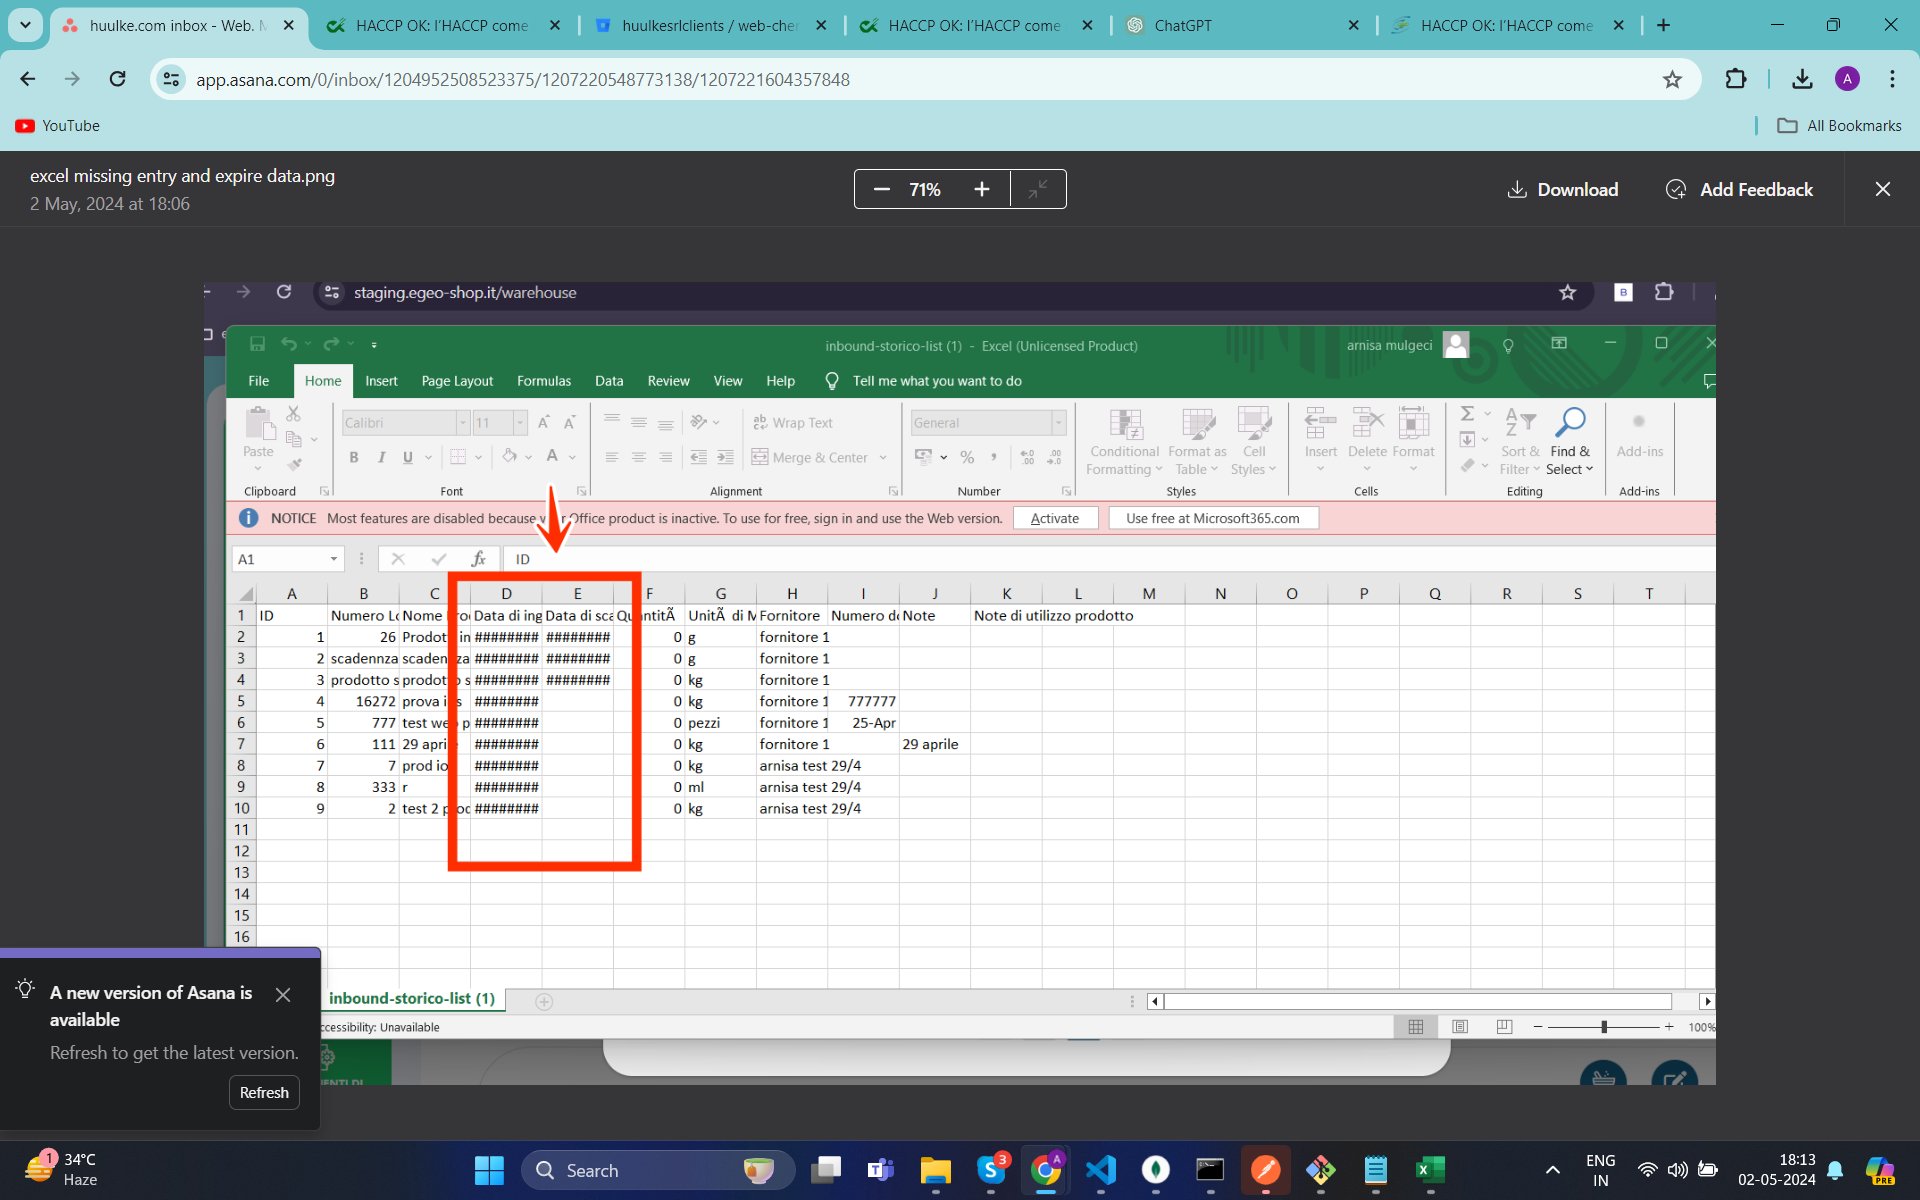 huulke.com inbox - Web. M
HACCP OK: l'HACCP come
huulkesrlclients / web-cher
HACCP OK: l'HACCP come
ChatGPT
HACCP OK: l'HACCP come
app.asana.com/0/inbox/1204952508523375/1207220548773138/1207221604357848
A
YouTube
All Bookmarks
excel missing entry and expire data.png
2 May, 2024 at 18:06
71%
Download
Add Feedback
staging.egeo-shop.it/warehouse
inbound-storico-list (1) - Excel (Unlicensed Product)
arnisa mulgeci
File Home Insert Page Layout Formulas Data Review View Help Tell me what you want to do
Paste
Calibri 11
B I U A
Wrap Text
Merge & Center
General
Conditional Formatting
Format as Table
Cell Styles
Insert Delete Format
Sort & Filter
Find & Select
Add-ins
Clipboard Font Alignment Number Styles Cells Editing Add-ins
NOTICE Most features are disabled because Office product is inactive. To use for free, sign in and use the Web version. Activate Use free at Microsoft365.com
A1 fx ID
A B C D E F G H I J K L M N O P Q R S T
1 ID Numero Lo Nome Pro Data di ing Data di sca QuantitÃ UnitÃ di M Fornitore Numero do Note Note di utilizzo prodotto
2 1 26 Prodott in ######## ######## 0 g fornitore 1
3 2 scadennza scadennza ######## ######## 0 g fornitore 1
4 3 prodotto s prodotto s ######## ######## 0 kg fornitore 1
5 4 16272 prova ######## 0 kg fornitore 1 777777
6 5 777 test web p ######## 0 pezzi fornitore 1 25-Apr
7 6 111 29 april ######## 0 kg fornitore 1 29 aprile
8 7 7 prod io ######## 0 kg arnisa test 29/4
9 8 333 r ######## 0 ml arnisa test 29/4
10 9 2 test 2 proc ######## 0 kg arnisa test 29/4
11
12
13
14
15
16
inbound-storico-list (1)
ccessibility: Unavailable
100%
A new version of Asana is available
Refresh to get the latest version.
Refresh
1
34°C
Haze
Search
3
A
ENG
IN
18:13
02-05-2024
PRE